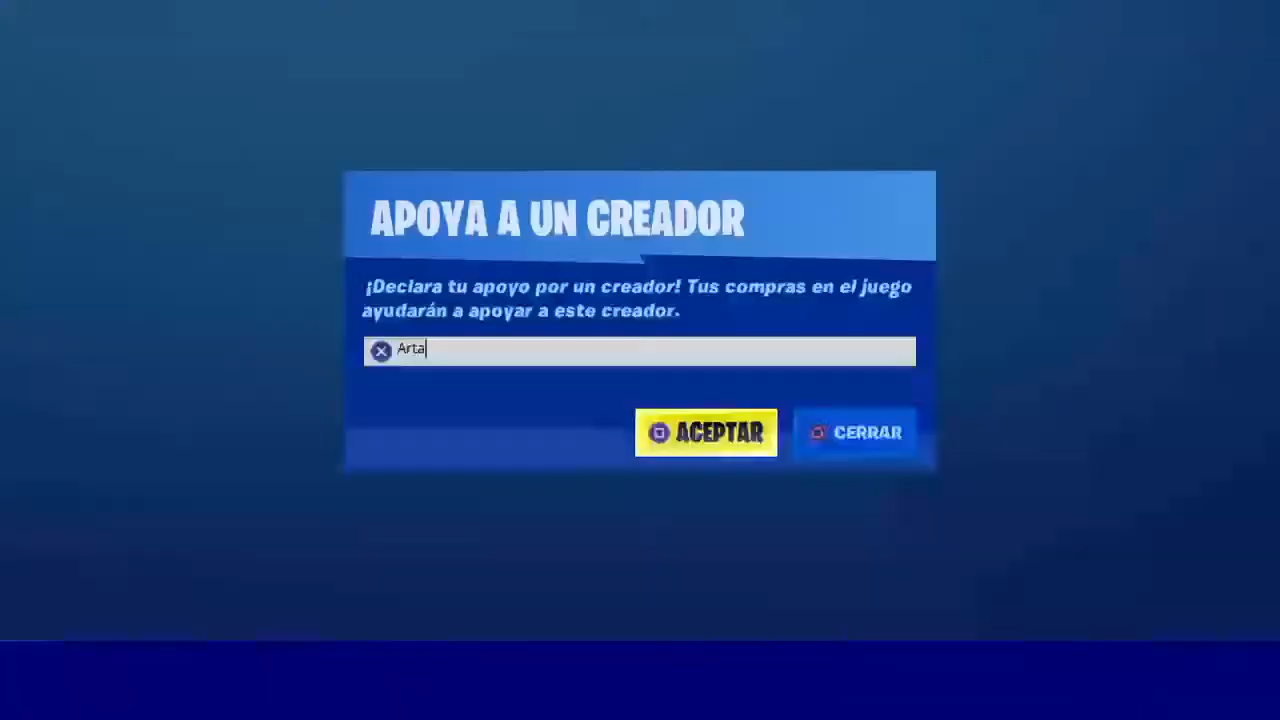 APOYA A UN CREADOR
¡Declara tu apoyo por un creador! Tus compras en el juego
ayudarán a apoyar a este creador.
Arta
ACEPTAR
CERRAR